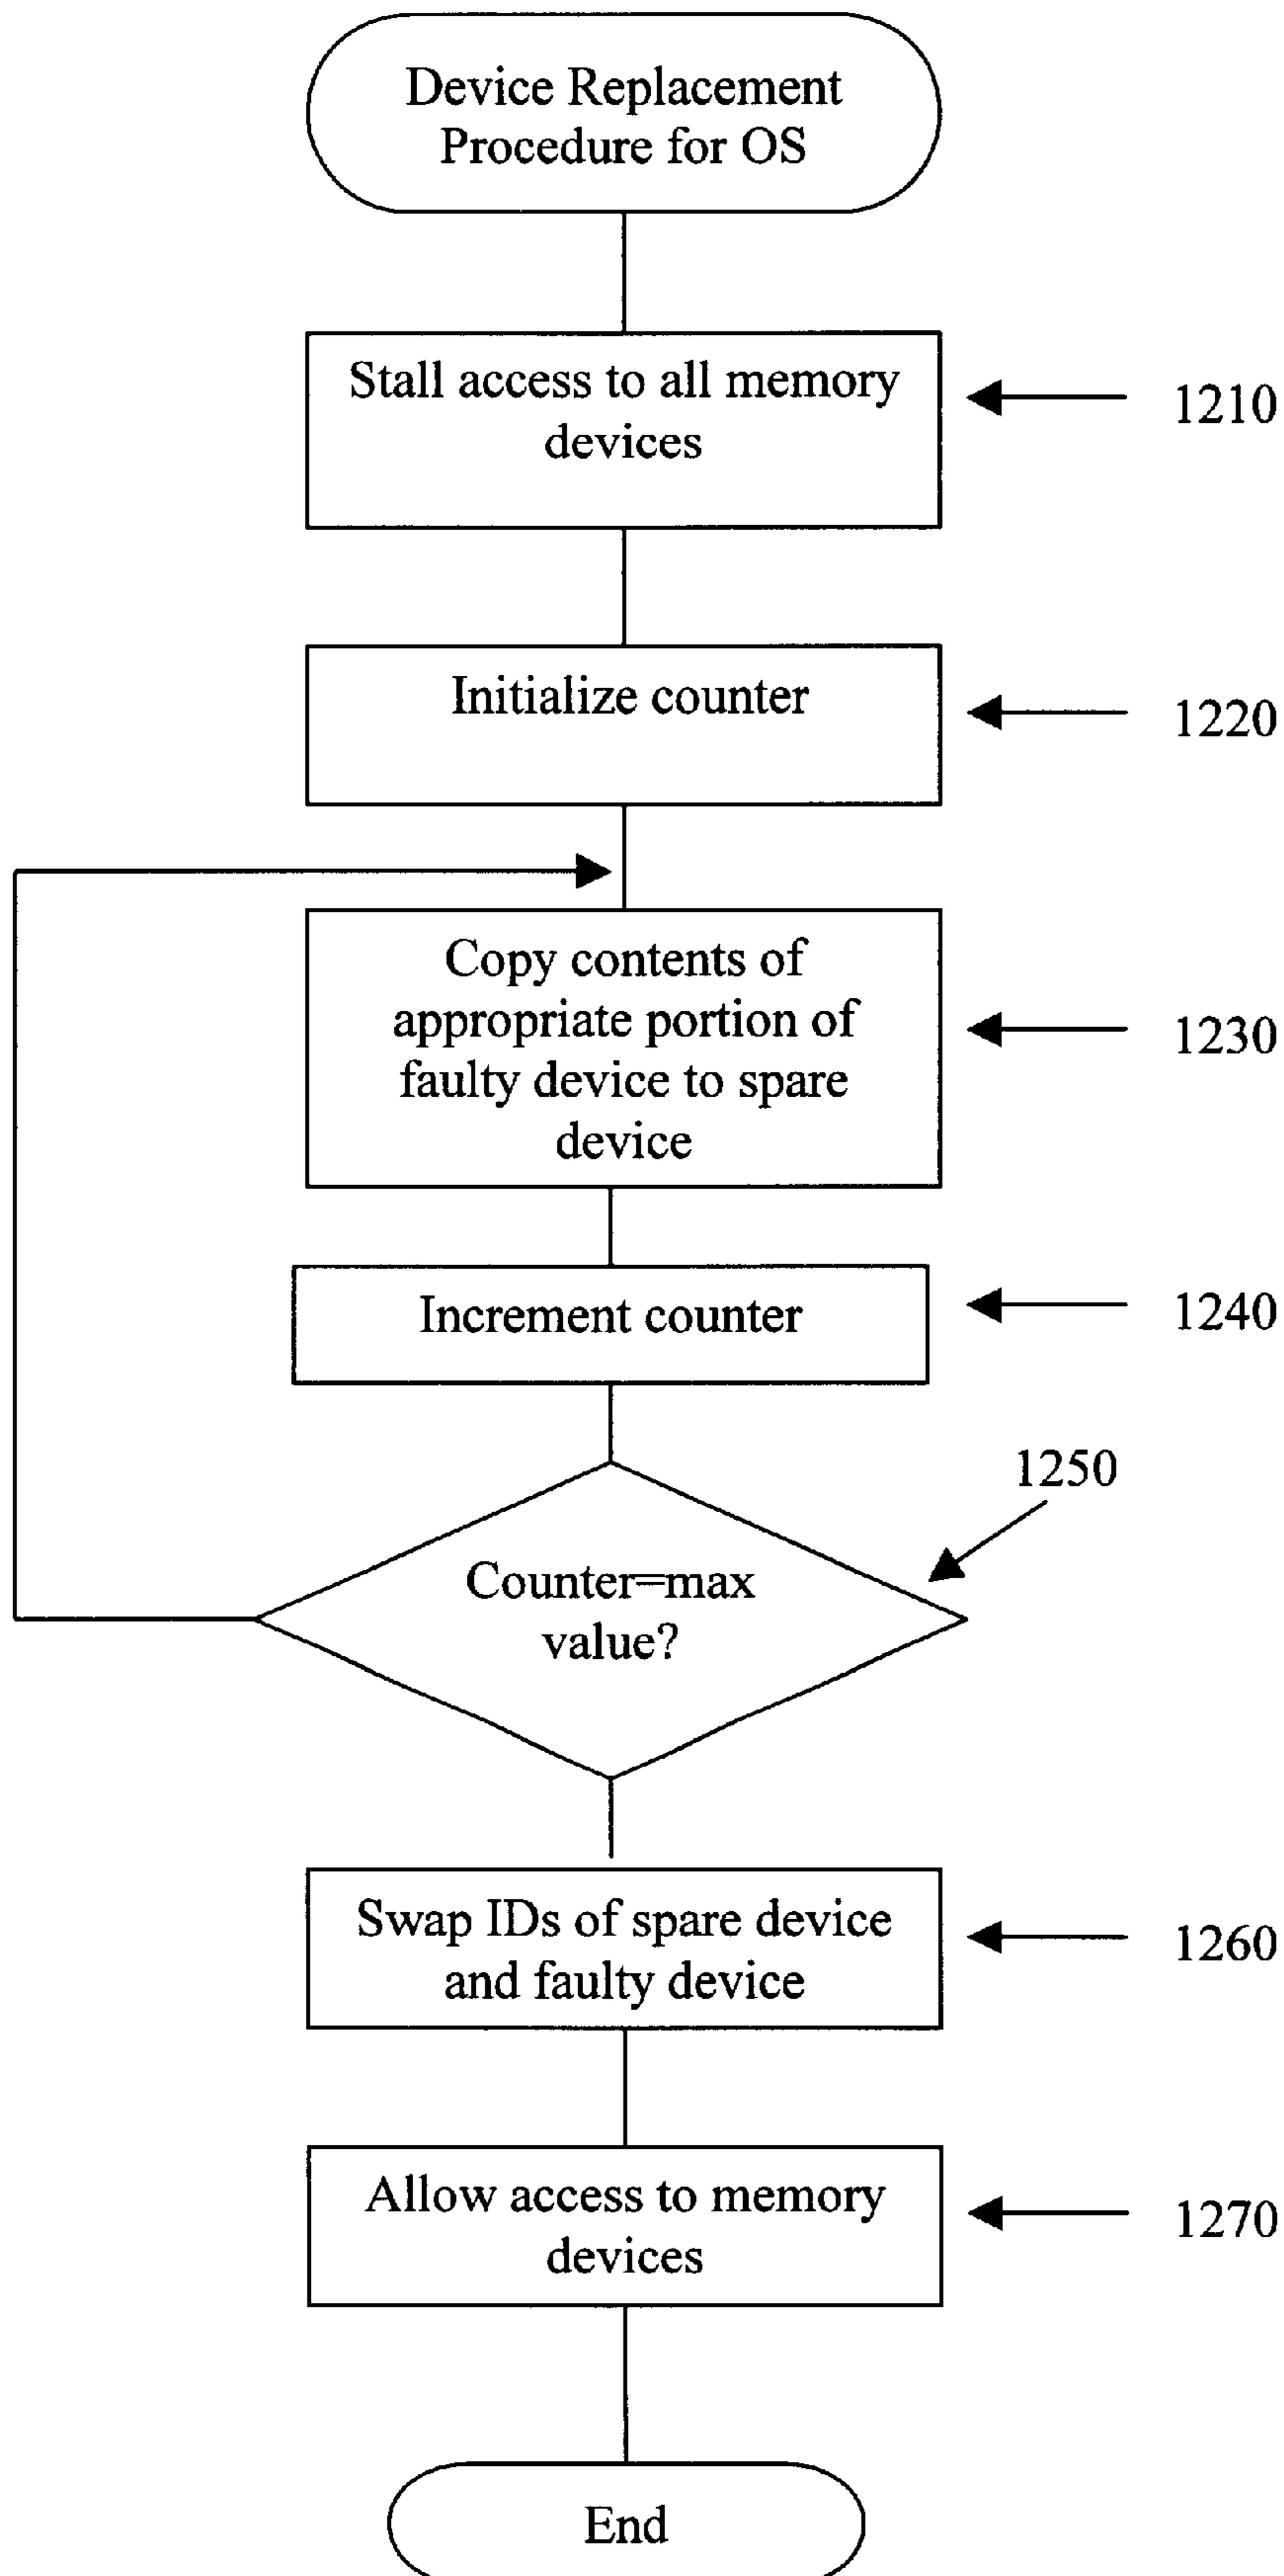 Device Replacement
Procedure for OS
Stall access to all memory
devices
1210
Initialize counter
1220
Copy contents of
appropriate portion of
faulty device to spare
device
1230
Increment counter
1240
1250
Counter=max
value?
Swap IDs of spare device
and faulty device
1260
Allow access to memory
devices
1270
End